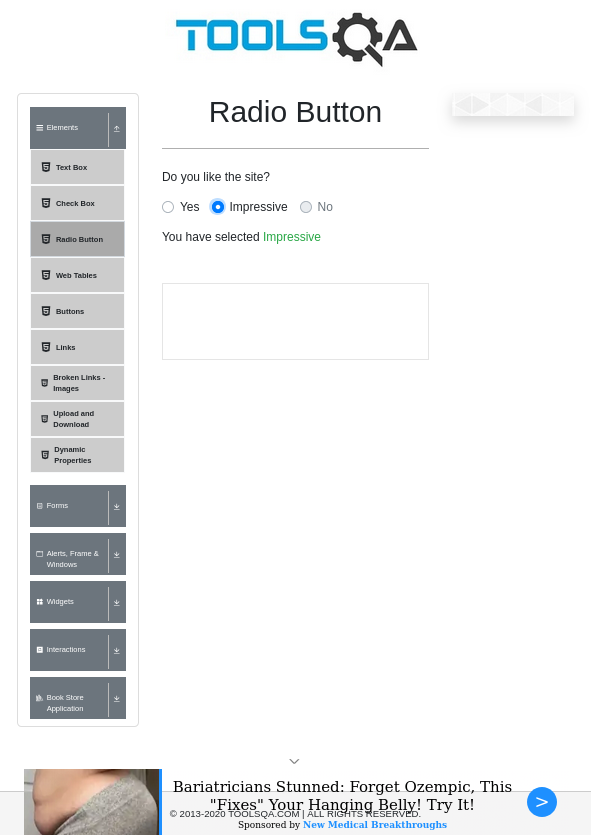 TOOLSQA
Elements
Text Box
Check Box
Radio Button
Web Tables
Buttons
Links
Broken Links -
Images
Upload and
Download
Dynamic
Properties
Forms
Alerts, Frame &
Windows
Widgets
Interactions
Book Store
Application
Radio Button
Do you like the site?
Yes Impressive No
You have selected Impressive
Bariatricians Stunned: Forget Ozempic, This
"Fixes" Your Hanging Belly! Try It!
© 2013-2020 TOOLSQA.COM | ALL RIGHTS RESERVED.
Sponsored by New Medical Breakthroughs